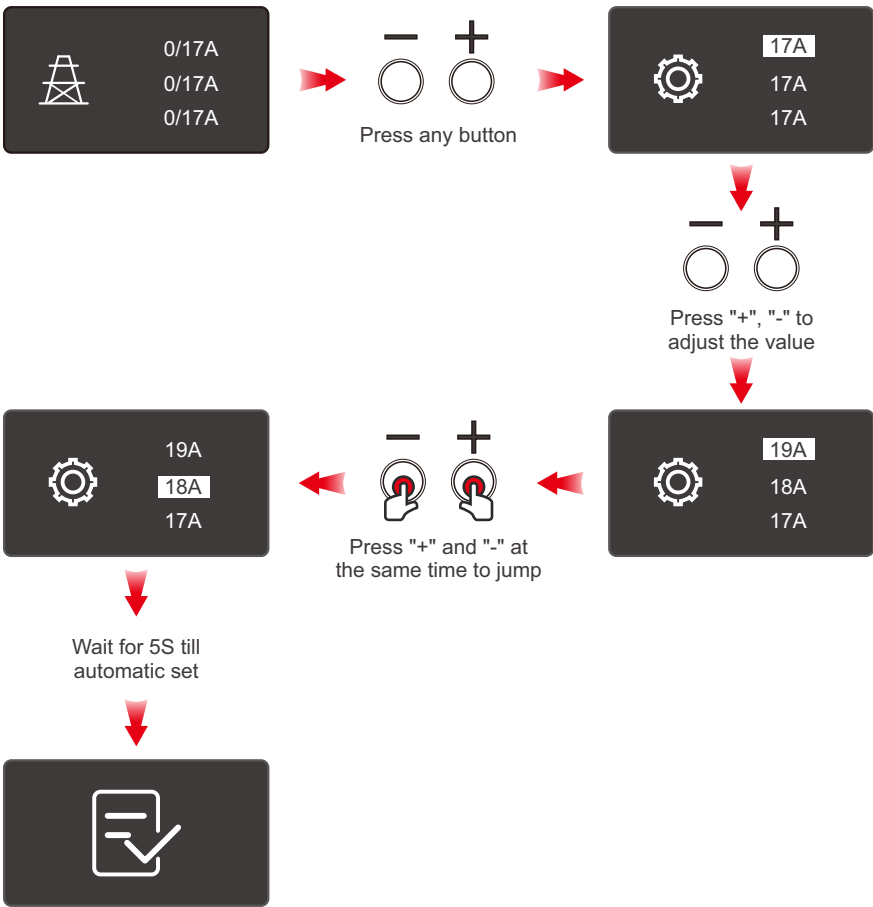 0/17A
0/17A
0/17A
Press any button
17A
17A
17A
Press "+", "-" to
adjust the value
19A
18A
17A
Press "+" and "-" at
the same time to jump
19A
18A
17A
Wait for 5S till
automatic set